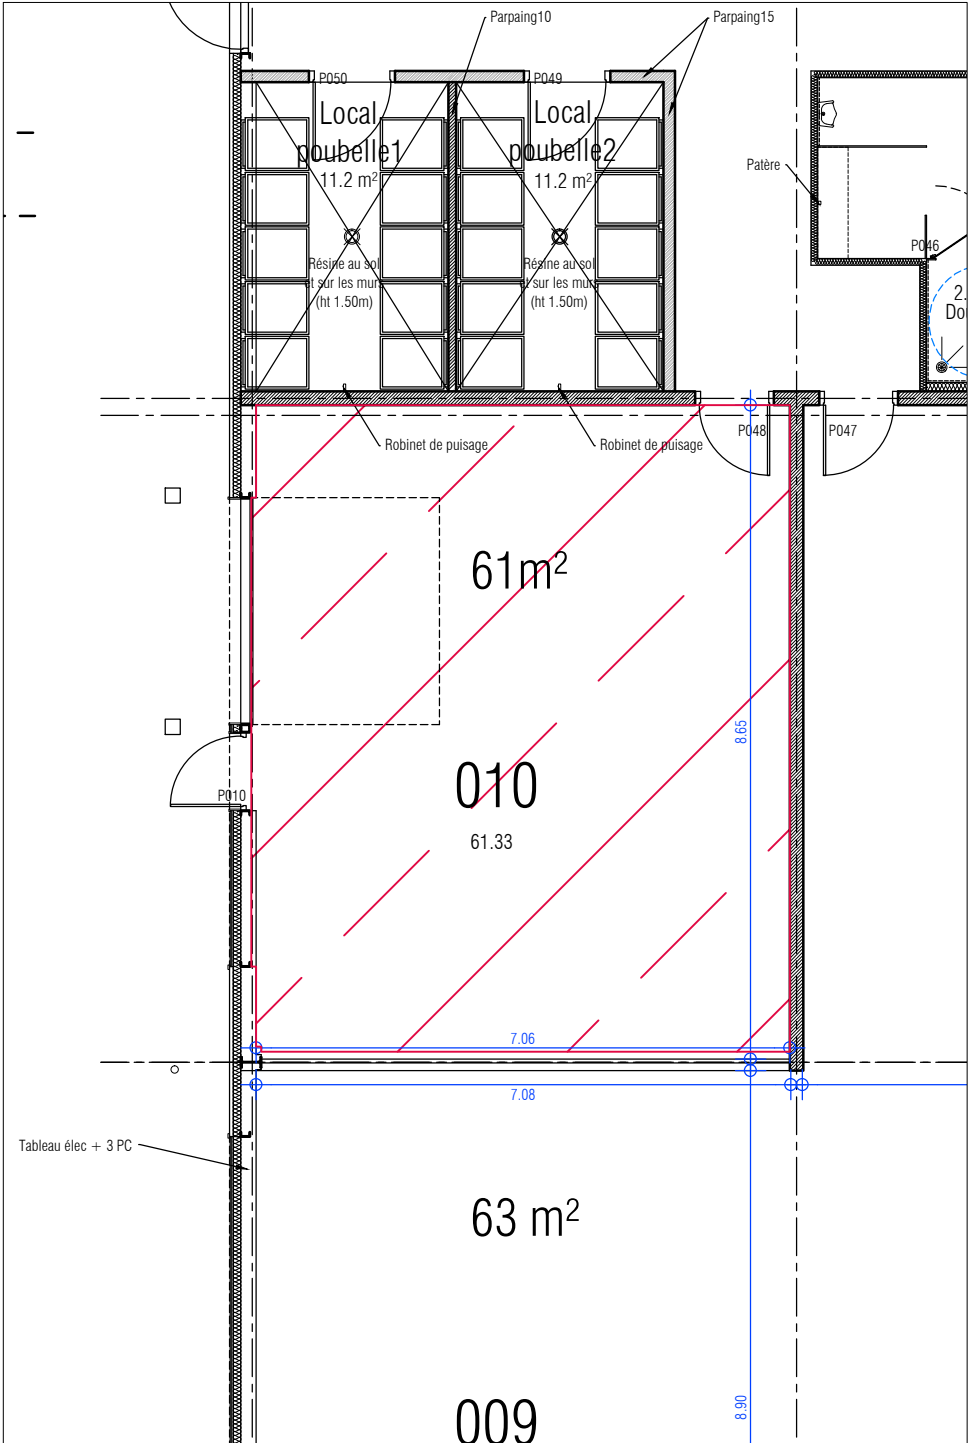 Parpaing10
Parpaing15
P050
P049
Local
poubelle1
11.2 m²
Local
poubelle2
11.2 m²
Patère
P046
Résine au sol
et sur les murs
(ht 1.50m)
Résine au sol
et sur les murs
(ht 1.50m)
2.
Dou
Robinet de puisage
Robinet de puisage
P048
P047
61m²
8.65
010
61.33
P010
7.06
7.08
Tableau élec + 3 PC
63 m²
8.90
009